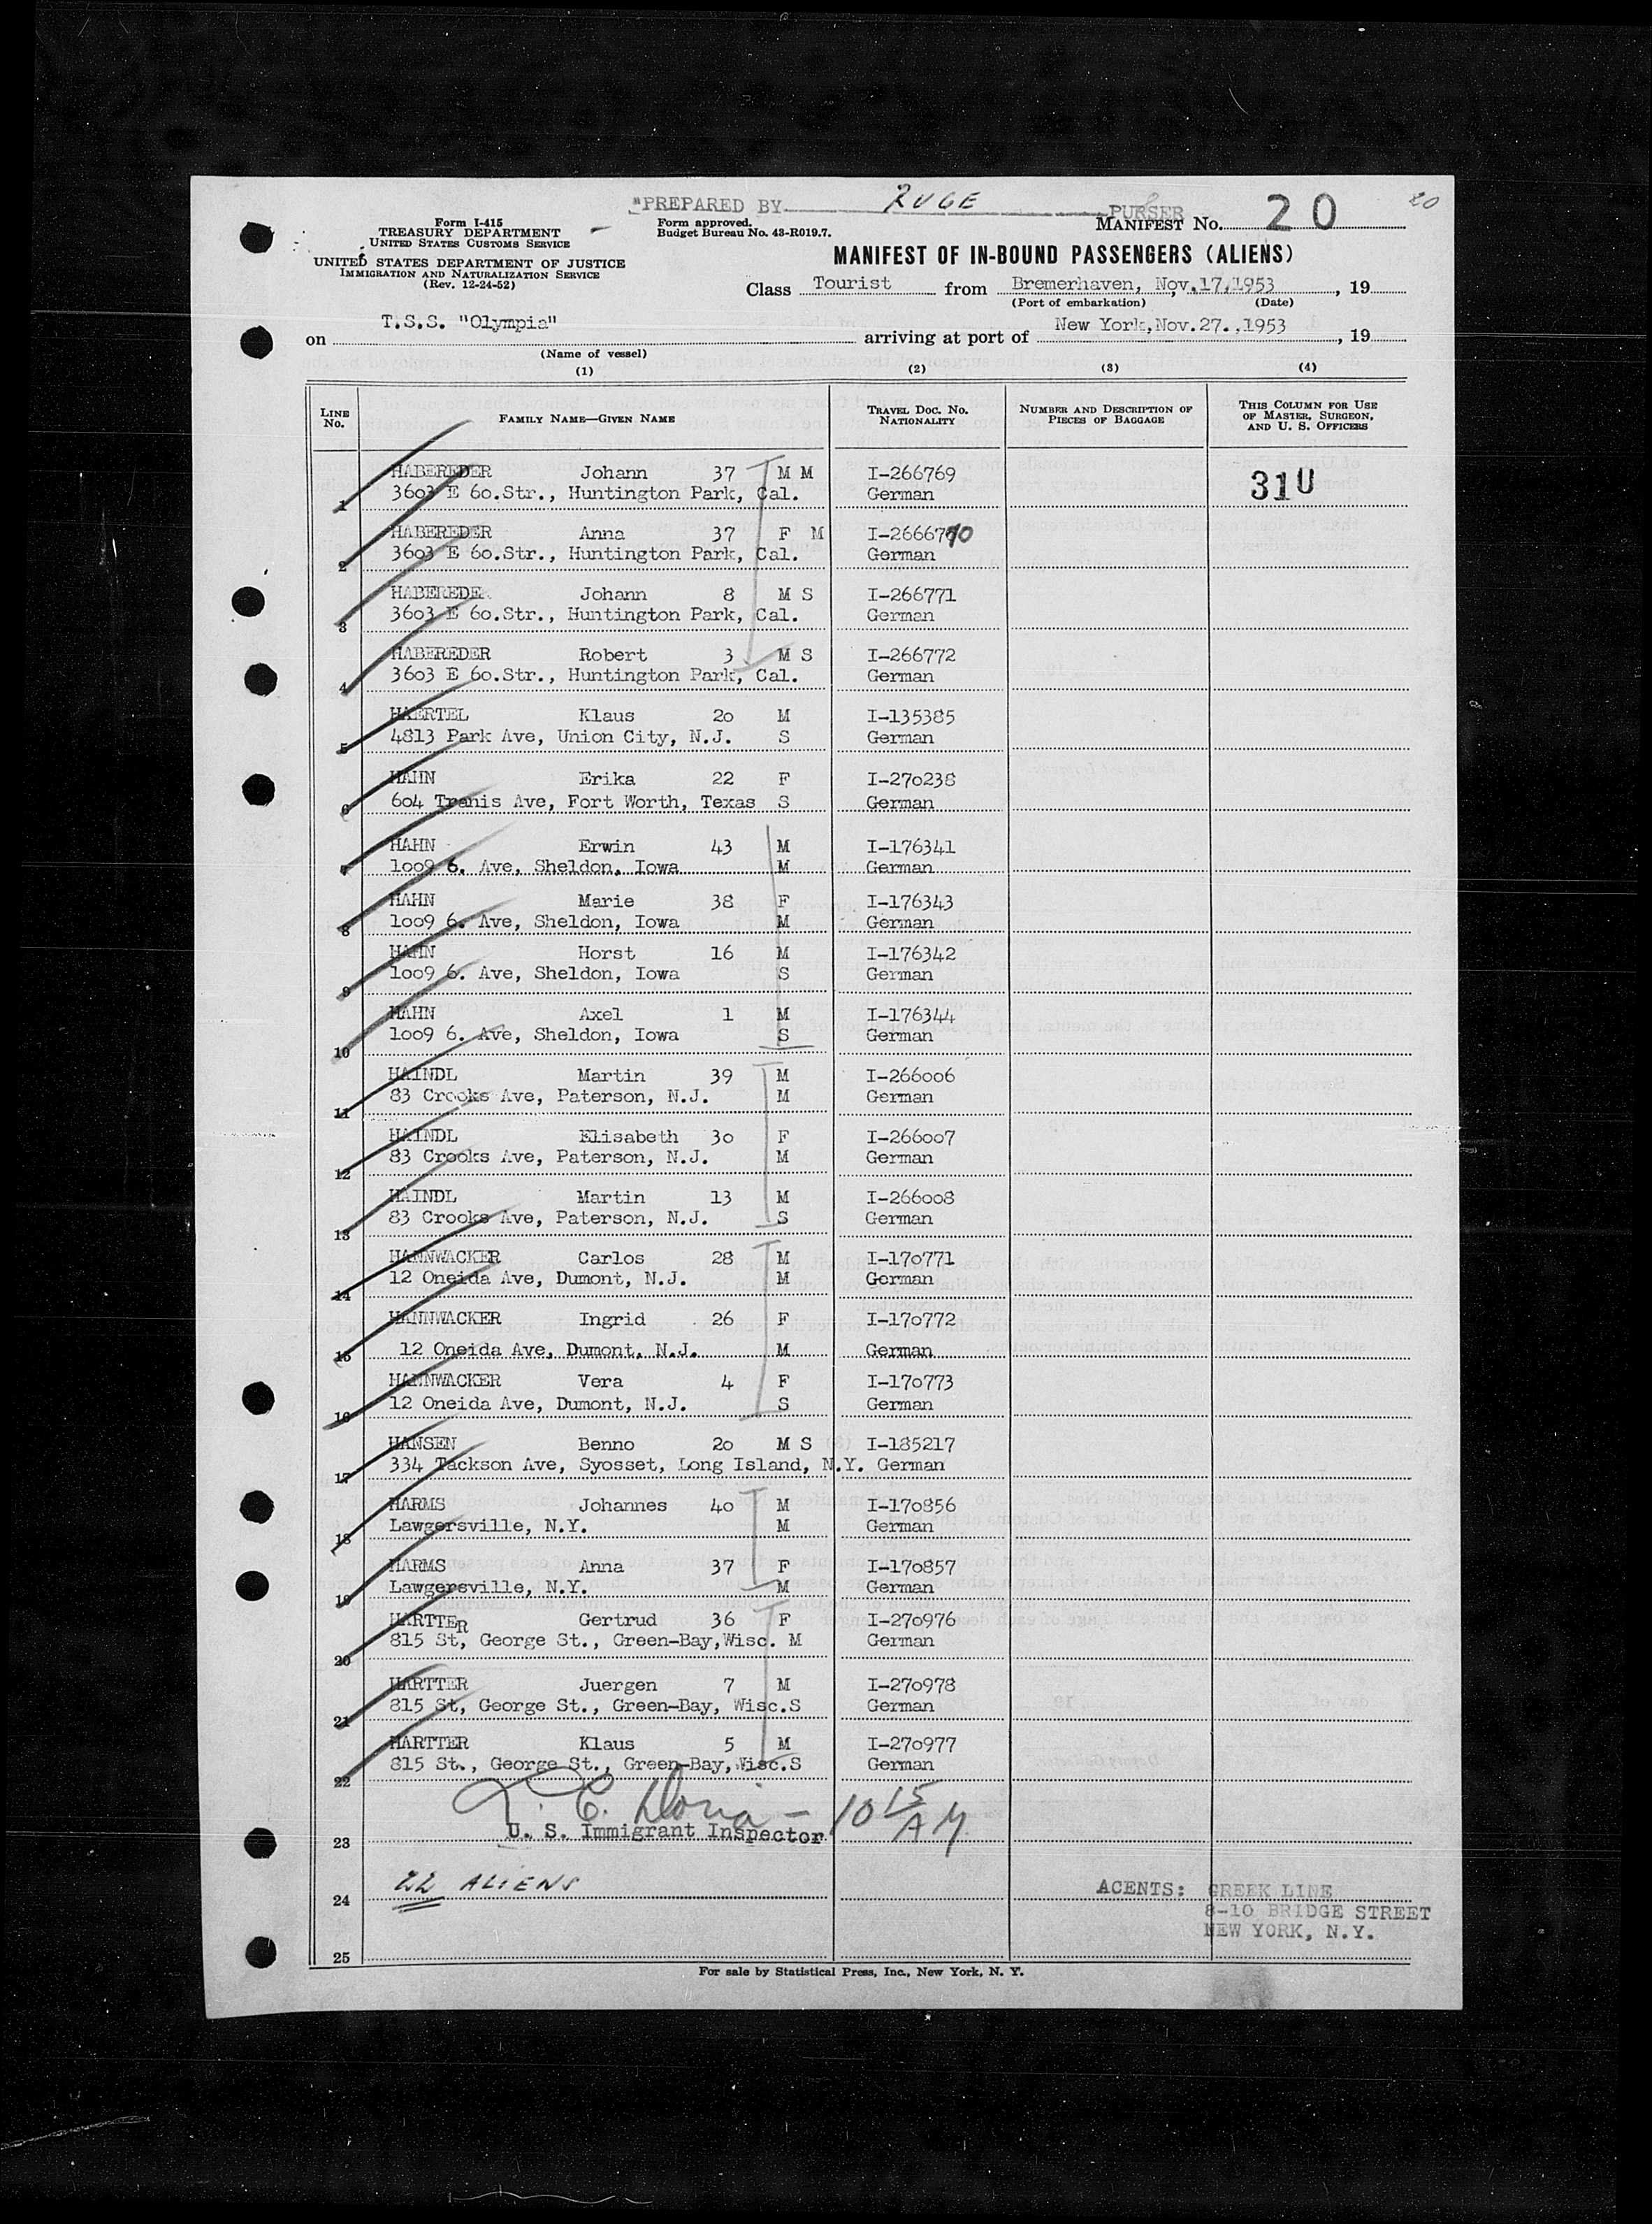 "PREPARED BY RUGE PURSER
Form I-415
TREASURY DEPARTMENT
UNITED STATES CUSTOMS SERVICE
UNITED STATES DEPARTMENT OF JUSTICE
IMMIGRATION AND NATURALIZATION SERVICE
(Rev. 12-24-52)
Form approved.
Budget Bureau No. 43-R019.7.
MANIFEST NO. 20
20
MANIFEST OF IN-BOUND PASSENGERS (ALIENS)
Class Tourist from Bremerhaven, Nov.17.1953, 19
(Port of embarkation) (Date)
on T.S.S. "Olympia" arriving at port of New York,Nov.27.,1953, 19
(Name of vessel)
(1) (2) (3) (4)
LINE NO. FAMILY NAME—GIVEN NAME TRAVEL DOC. NO. NATIONALITY NUMBER AND DESCRIPTION OF PIECES OF BAGGAGE THIS COLUMN FOR USE OF MASTER, SURGEON, AND U. S. OFFICERS
HABEREDER Johann 37 M M I-266769 31U
1 3603 E 60.Str., Huntington Park, Cal. German
HABEREDER Anna 37 F M I-266670
2 3603 E 60.Str., Huntington Park, Cal. German
HABEREDE Johann 8 M S I-266771
3 3603 E 60.Str., Huntington Park, Cal. German
HABEREDER Robert 3 M S I-266772
4 3603 E 60.Str., Huntington Park, Cal. German
HAERTEL Klaus 20 M I-135385
5 4813 Park Ave, Union City, N.J. S German
HAHN Erika 22 F I-270238
6 604 Tranis Ave, Fort Worth, Texas S German
HAHN Erwin 43 M I-176341
7 1009 6. Ave, Sheldon, Iowa M German
HAHN Marie 38 F I-176343
8 1009 6. Ave, Sheldon, Iowa M German
HAHN Horst 16 M I-176342
9 1009 6. Ave, Sheldon, Iowa S German
HAHN Axel 1 M I-176344
10 1009 6. Ave, Sheldon, Iowa S German
HAINDL Martin 39 M I-266006
11 83 Crooks Ave, Paterson, N.J. M German
HAINDL Elisabeth 30 F I-266007
12 83 Crooks Ave, Paterson, N.J. M German
HAINDL Martin 13 M I-266008
13 83 Crooks Ave, Paterson, N.J. S German
HANNWACKER Carlos 28 M I-170771
14 12 Oneida Ave, Dumont, N.J. M German
HANNWACKER Ingrid 26 F I-170772
15 12 Oneida Ave, Dumont, N.J. M German
HANNWACKER Vera 4 F I-170773
16 12 Oneida Ave, Dumont, N.J. S German
HANSEN Benno 20 M S I-185217
17 334 Tackson Ave, Syosset, Long Island, N.Y. German
HARMS Johannes 40 M I-170856
18 Lawgersville, N.Y. M German
HARMS Anna 37 F I-170857
19 Lawgersville, N.Y. M German
HARTTER Gertrud 36 F I-270976
20 815 St, George St., Green-Bay,Wisc. M German
HARTTER Juergen 7 M I-270978
21 815 St, George St., Green-Bay, Wisc.S German
HARTTER Klaus 5 M I-270977
22 815 St., George St., Green-Bay,Wisc.S German
10 15 AM
23 U. S. Immigrant Inspector
24 22 ALIENS
AGENTS: GREEK LINE
8-10 BRIDGE STREET
NEW YORK, N.Y.
25
For sale by Statistical Press, Inc., New York, N. Y.